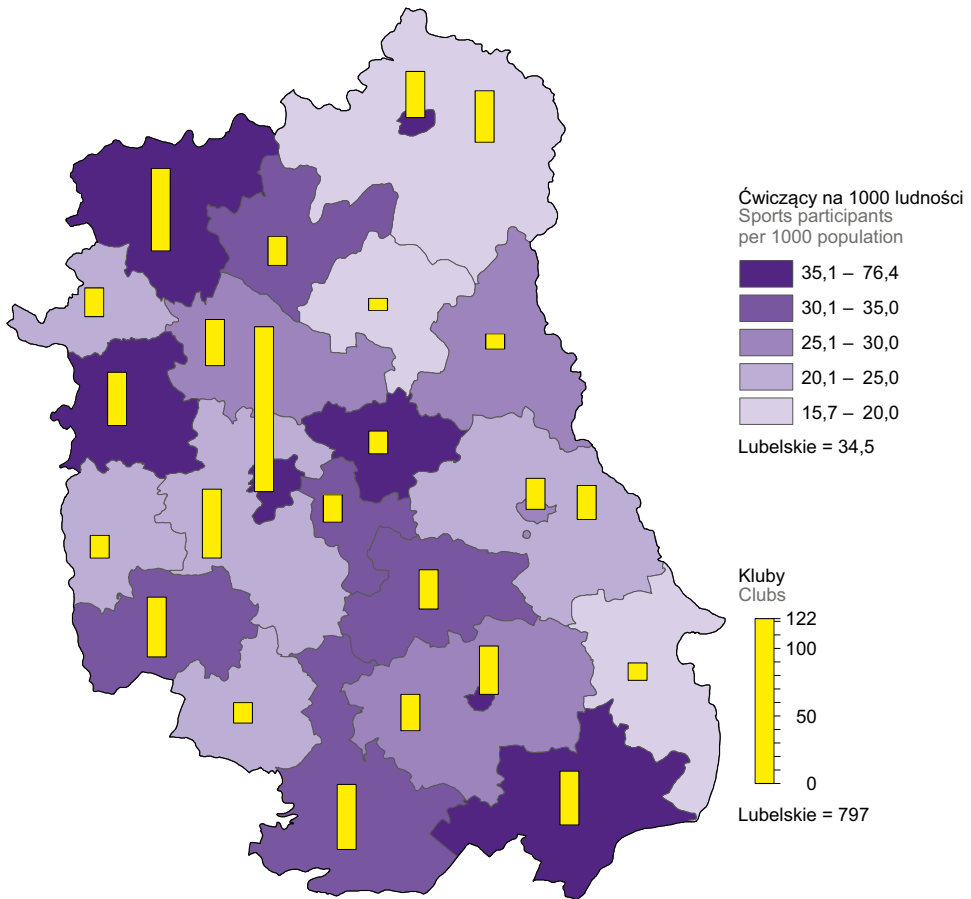 Ćwiczący na 1000 ludności
Sports participants
per 1000 population
35,1 – 76,4
30,1 – 35,0
25,1 – 30,0
20,1 – 25,0
15,7 – 20,0
Lubelskie = 34,5
Kluby
Clubs
122
100
50
0
Lubelskie = 797